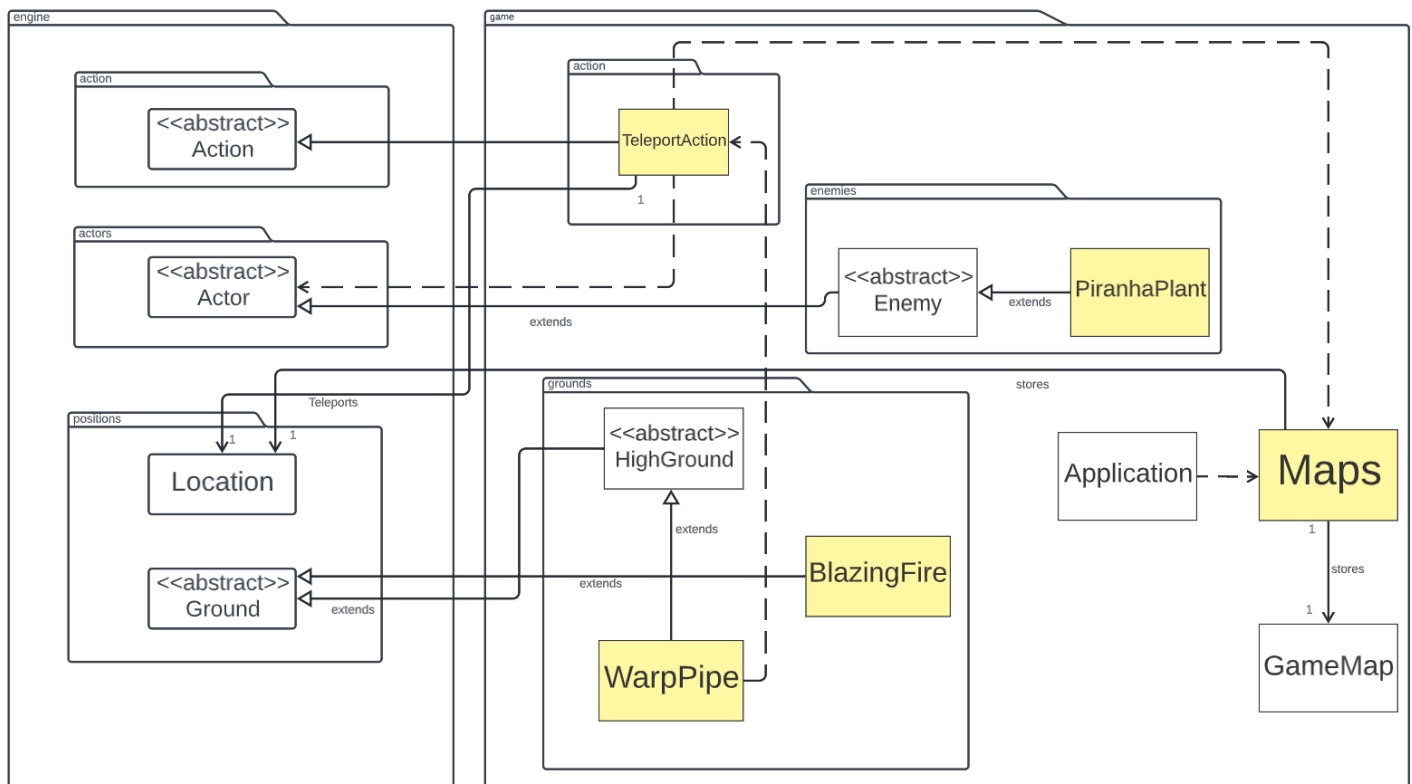 engine
game
action
<<abstract>>
Action
action
TeleportAction
1
enemies
<<abstract>>
Enemy
extends
PiranhaPlant
actors
<<abstract>>
Actor
extends
stores
Teleports
positions
1
1
Location
<<abstract>>
Ground
extends
grounds
<<abstract>>
HighGround
extends
extends
BlazingFire
WarpPipe
Application
Maps
1
stores
1
GameMap